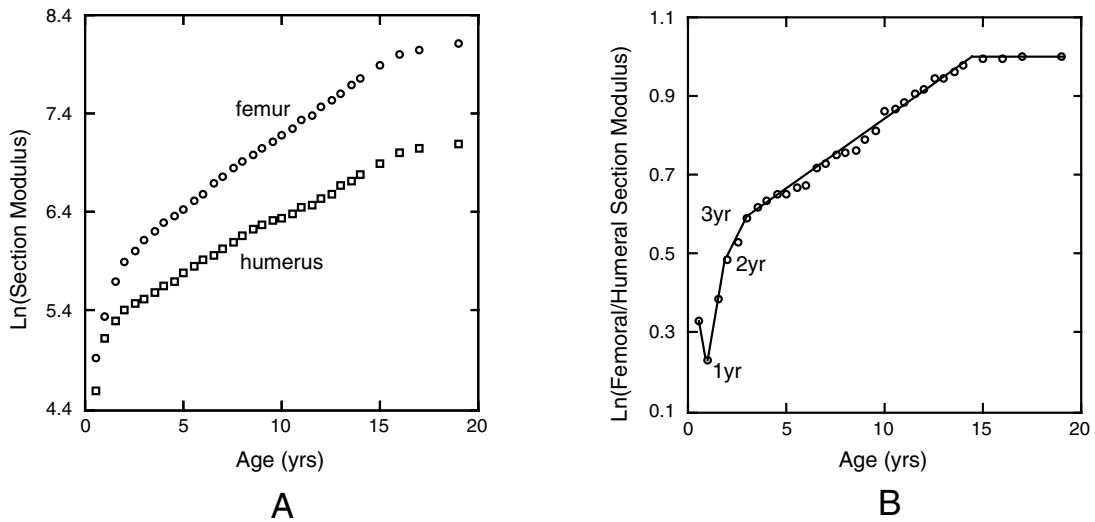 8.4
7.4
6.4
5.4
4.4
0
5
10
15
20
Ln(Section Modulus)
Age (yrs)
femur
humerus
A
1.1
0.9
0.7
0.5
0.3
0.1
0
5
10
15
20
Ln(Femoral/Humeral Section Modulus)
Age (yrs)
3yr
2yr
1yr
B